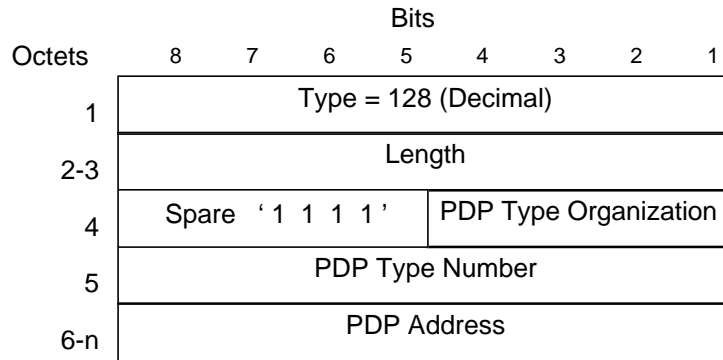 Bits
Octets 8 7 6 5 4 3 2 1
1 Type = 128 (Decimal)
2-3 Length
4 Spare ‘ 1 1 1 1 ’ PDP Type Organization
5 PDP Type Number
6-n PDP Address